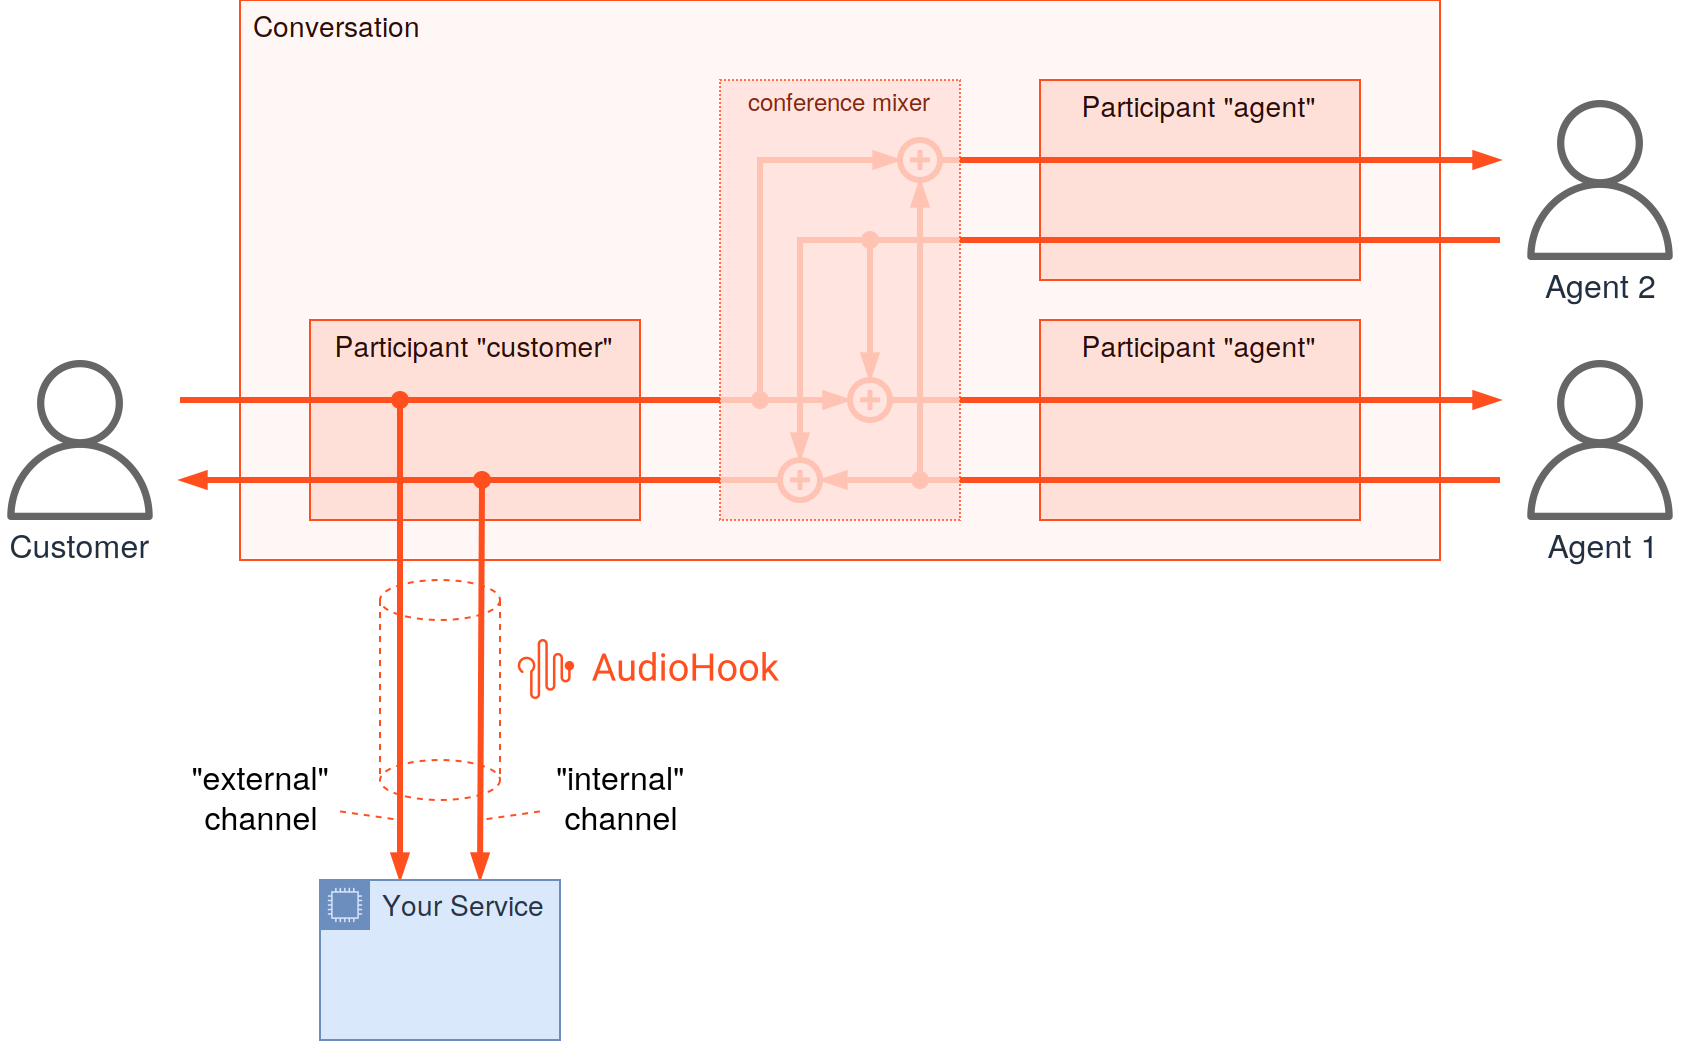 Conversation
conference mixer
Participant "agent"
Agent 2
Participant "customer"
Participant "agent"
Customer
Agent 1
AudioHook
"external"
channel
"internal"
channel
Your Service